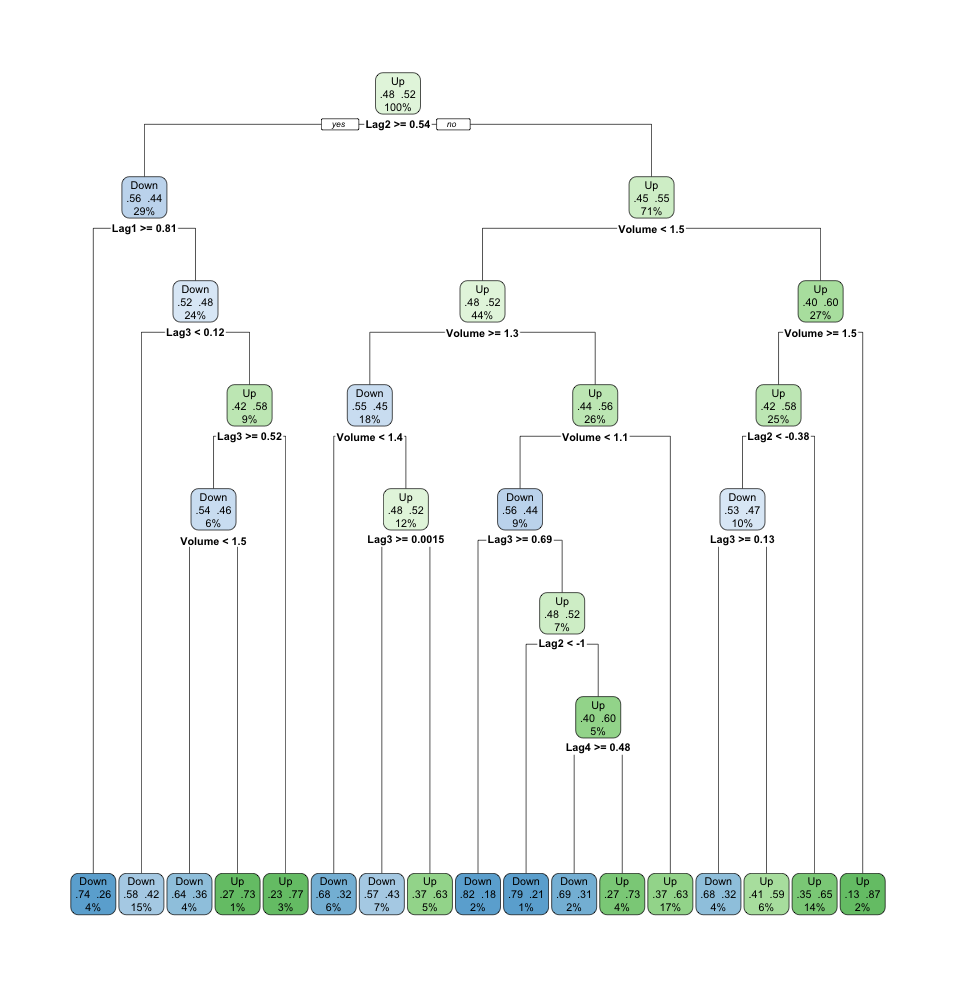 Up
.48 .52
100%
yes
Lag2 >= 0.54
no
Down
.56 .44
29%
Up
.45 .55
71%
Lag1 >= 0.81
Volume < 1.5
Down
.52 .48
24%
Up
.48 .52
44%
Up
.40 .60
27%
Lag3 < 0.12
Volume >= 1.3
Volume >= 1.5
Up
.42 .58
9%
Down
.55 .45
18%
Up
.44 .56
26%
Up
.42 .58
25%
Lag3 >= 0.52
Volume < 1.4
Volume < 1.1
Lag2 < -0.38
Down
.54 .46
6%
Up
.48 .52
12%
Down
.56 .44
9%
Down
.53 .47
10%
Volume < 1.5
Lag3 >= 0.0015
Lag3 >= 0.69
Lag3 >= 0.13
Up
.48 .52
7%
Lag2 < -1
Up
.40 .60
5%
Lag4 >= 0.48
Down
.74 .26
4%
Down
.58 .42
15%
Down
.64 .36
4%
Up
.27 .73
1%
Up
.23 .77
3%
Down
.68 .32
6%
Down
.57 .43
7%
Up
.37 .63
5%
Down
.82 .18
2%
Down
.79 .21
1%
Down
.69 .31
2%
Up
.27 .73
4%
Up
.37 .63
17%
Down
.68 .32
4%
Up
.41 .59
6%
Up
.35 .65
14%
Up
.13 .87
2%